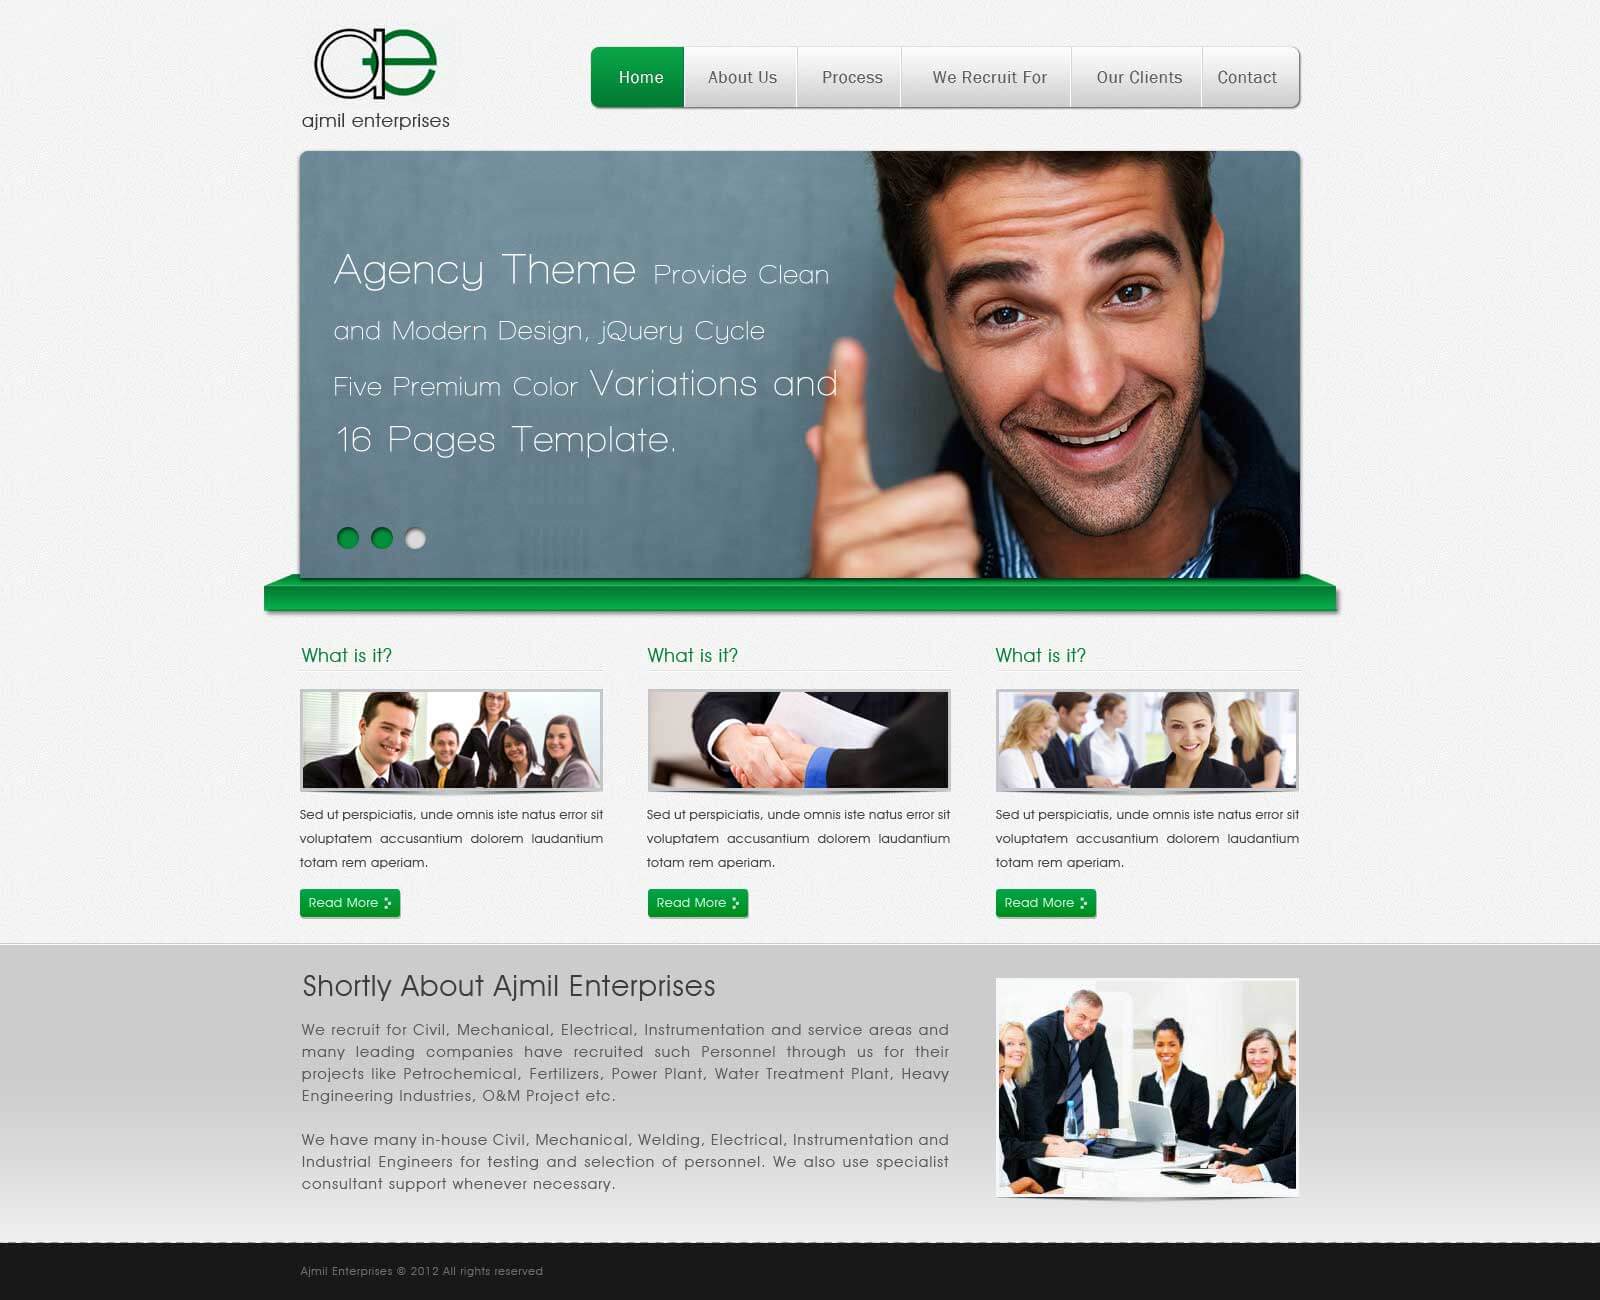 ae
ajmil enterprises
Home About Us Process We Recruit For Our Clients Contact
Agency Theme Provide Clean
and Modern Design, jQuery Cycle
Five Premium Color Variations and
16 Pages Template.
What is it?
Sed ut perspiciatis, unde omnis iste natus error sit
voluptatem accusantium dolorem laudantium
totam rem aperiam.
Read More
What is it?
Sed ut perspiciatis, unde omnis iste natus error sit
voluptatem accusantium dolorem laudantium
totam rem aperiam.
Read More
What is it?
Sed ut perspiciatis, unde omnis iste natus error sit
voluptatem accusantium dolorem laudantium
totam rem aperiam.
Read More
Shortly About Ajmil Enterprises
We recruit for Civil, Mechanical, Electrical, Instrumentation and service areas and
many leading companies have recruited such Personnel through us for their
projects like Petrochemical, Fertilizers, Power Plant, Water Treatment Plant, Heavy
Engineering Industries, O&M Project etc.
We have many in-house Civil, Mechanical, Welding, Electrical, Instrumentation and
Industrial Engineers for testing and selection of personnel. We also use specialist
consultant support whenever necessary.
Ajmil Enterprises © 2012 All rights reserved